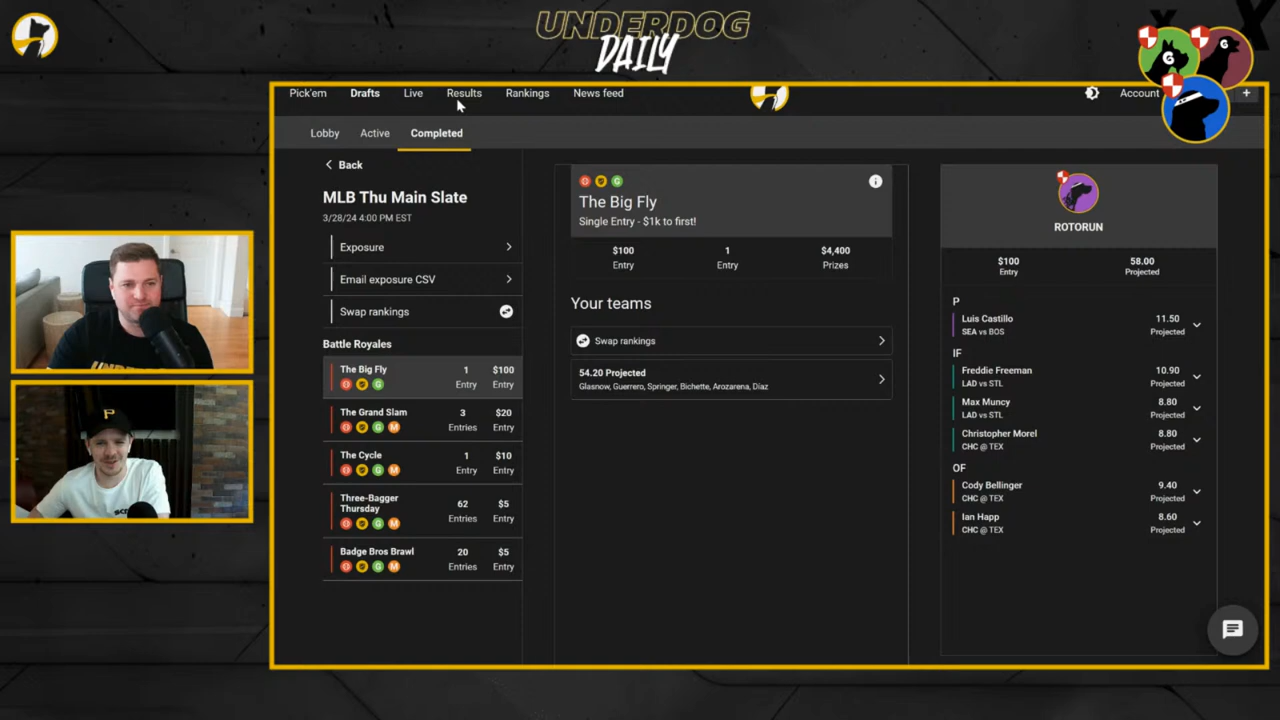 UNDERDOG
DAILY
Pick'em Drafts Live Results Rankings News feed Account +
Lobby Active Completed
Back
MLB Thu Main Slate
3/28/24 4:00 PM EST
Exposure
Email exposure CSV
Swap rankings
Battle Royales
The Big Fly 1 $100
Entry Entry
The Grand Slam 3 $20
Entries Entry
The Cycle 1 $10
Entry Entry
Three-Bagger
Thursday 62 $5
Entries Entry
Badge Bros Brawl 20 $5
Entries Entry
The Big Fly
Single Entry - $1k to first!
$100 1 $4,400
Entry Entry Prizes
Your teams
Swap rankings
54.20 Projected
Glasnow, Guerrero, Springer, Bichette, Arozarena, Diaz
ROTORUN
$100 58.00
Entry Projected
P
Luis Castillo 11.50
SEA vs BOS Projected
IF
Freddie Freeman 10.90
LAD vs STL Projected
Max Muncy 8.80
LAD vs STL Projected
Christopher Morel 8.80
CHC @ TEX Projected
OF
Cody Bellinger 9.40
CHC @ TEX Projected
Ian Happ 8.60
CHC @ TEX Projected
P